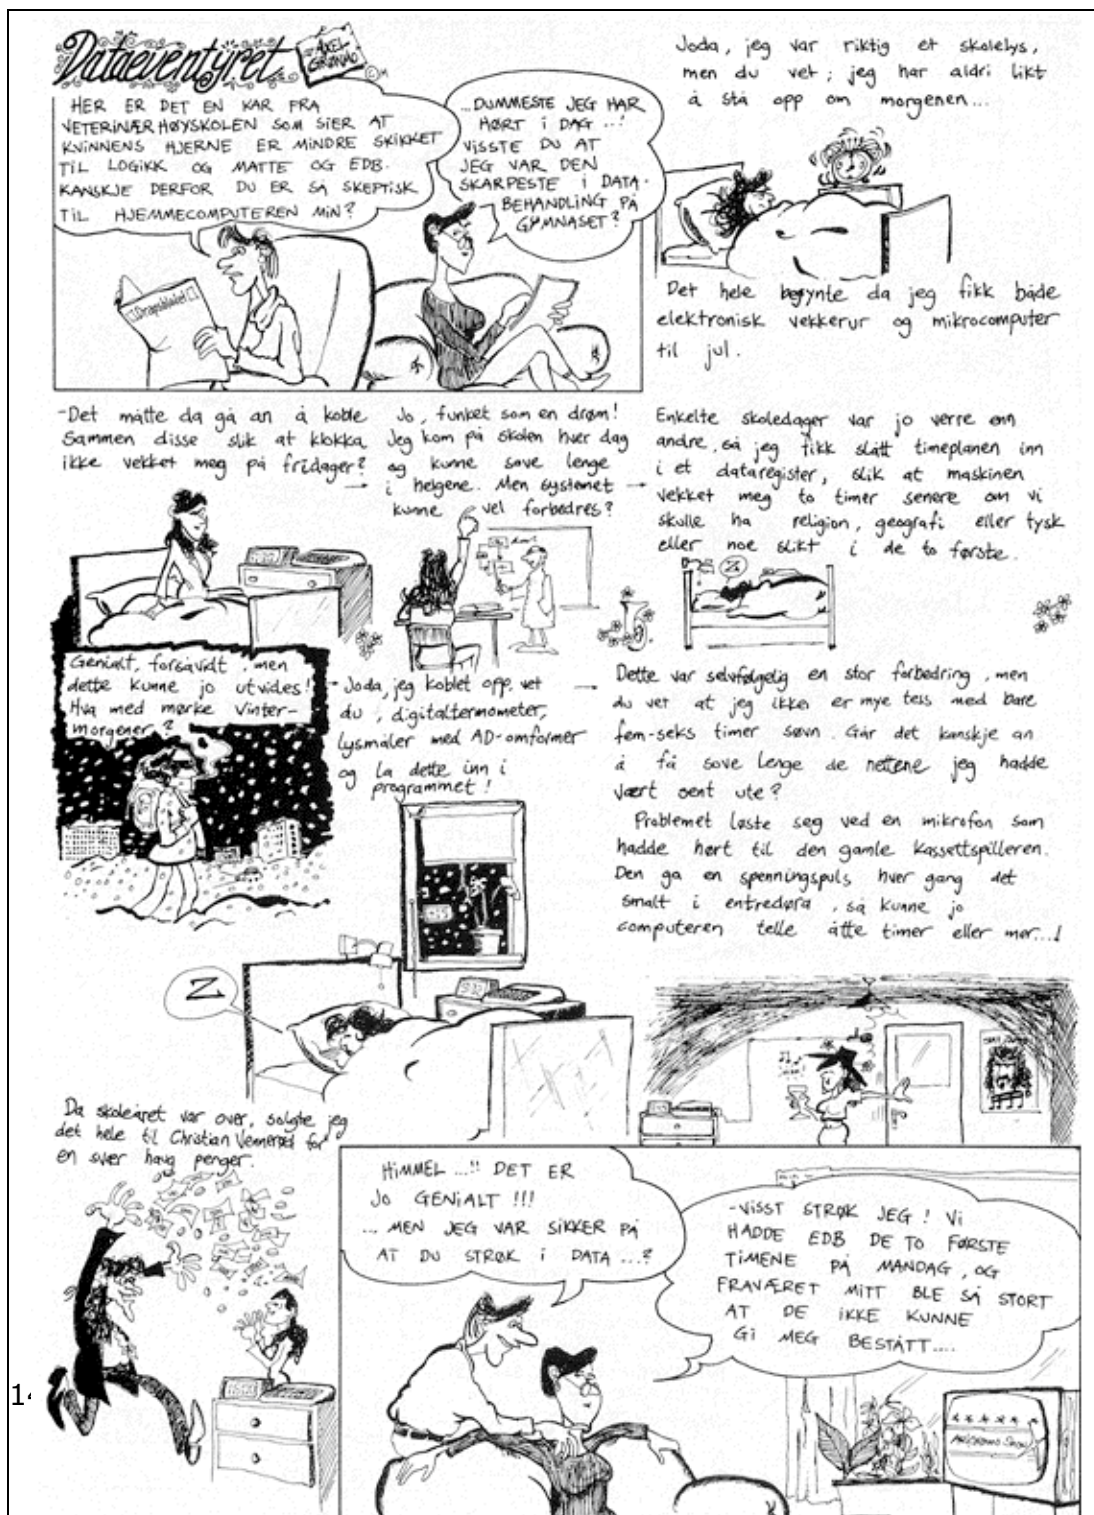 Dataeventyret
AXEL
GRØNAU
HER ER DET EN KAR FRA
VETERINÆRHØYSKOLEN SOM SIER AT
KVINNENS HJERNE ER MINDRE SKIKKET
TIL LOGIKK OG MATTE OG EDB.
KANSKJE DERFOR DU ER SÅ SKEPTISK
TIL HJEMMECOMPUTEREN MIN?
...DUMMESTE JEG HAR
HØRT I DAG ...!
VISSTE DU AT
JEG VAR DEN
SKARPESTE I DATA-
BEHANDLING PÅ
GYMNASET?
Joda, jeg var riktig et skolelys,
men du vet; jeg har aldri likt
å stå opp om morgenen...
Det hele begynte da jeg fikk både
elektronisk vekkerur og mikrocomputer
til jul.
-Det måtte da gå an å koble
sammen disse slik at klokka
ikke vekket meg på fridager?
Jo, funket som en drøm!
Jeg kom på skolen hver dag
og kunne sove lenge
i helgene. Men systemet
kunne vel forbedres?
Enkelte skoledager var jo verre enn
andre, så jeg fikk slått timeplanen inn
i et dataregister, slik at maskinen
vekket meg to timer senere om vi
skulle ha religion, geografi eller tysk
eller noe slikt i de to første.
Z
Genialt, forsåvidt, men
dette kunne jo utvides!
Hva med mørke vinter-
morgener?
Joda, jeg koblet opp, vet
du, digitaltermometer,
lysmåler med AD-omformer
og la dette inn i
programmet!
Dette var selvfølgelig en stor forbedring, men
du vet at jeg ikke er mye tess med bare
fem-seks timer søvn. Går det kanskje an
å få sove lenge de nettene jeg hadde
vært sent ute?
Problemet løste seg ved en mikrofon som
hadde hørt til den gamle kassettspilleren.
Den ga en spenningspuls hver gang det
smalt i entredøra, så kunne jo
computeren telle åtte timer eller mer...!
Z
Da skoleåret var over, solgte jeg
det hele til Christian Vennerød for
en svær haug penger.
HIMMEL ...!! DET ER
JO GENIALT !!!
... MEN JEG VAR SIKKER PÅ
AT DU STRØK I DATA ...?
-VISST STRØK JEG! VI
HADDE EDB DE TO FØRSTE
TIMENE PÅ MANDAG, OG
FRAVÆRET MITT BLE SÅ STORT
AT DE IKKE KUNNE
GI MEG BESTÅTT....